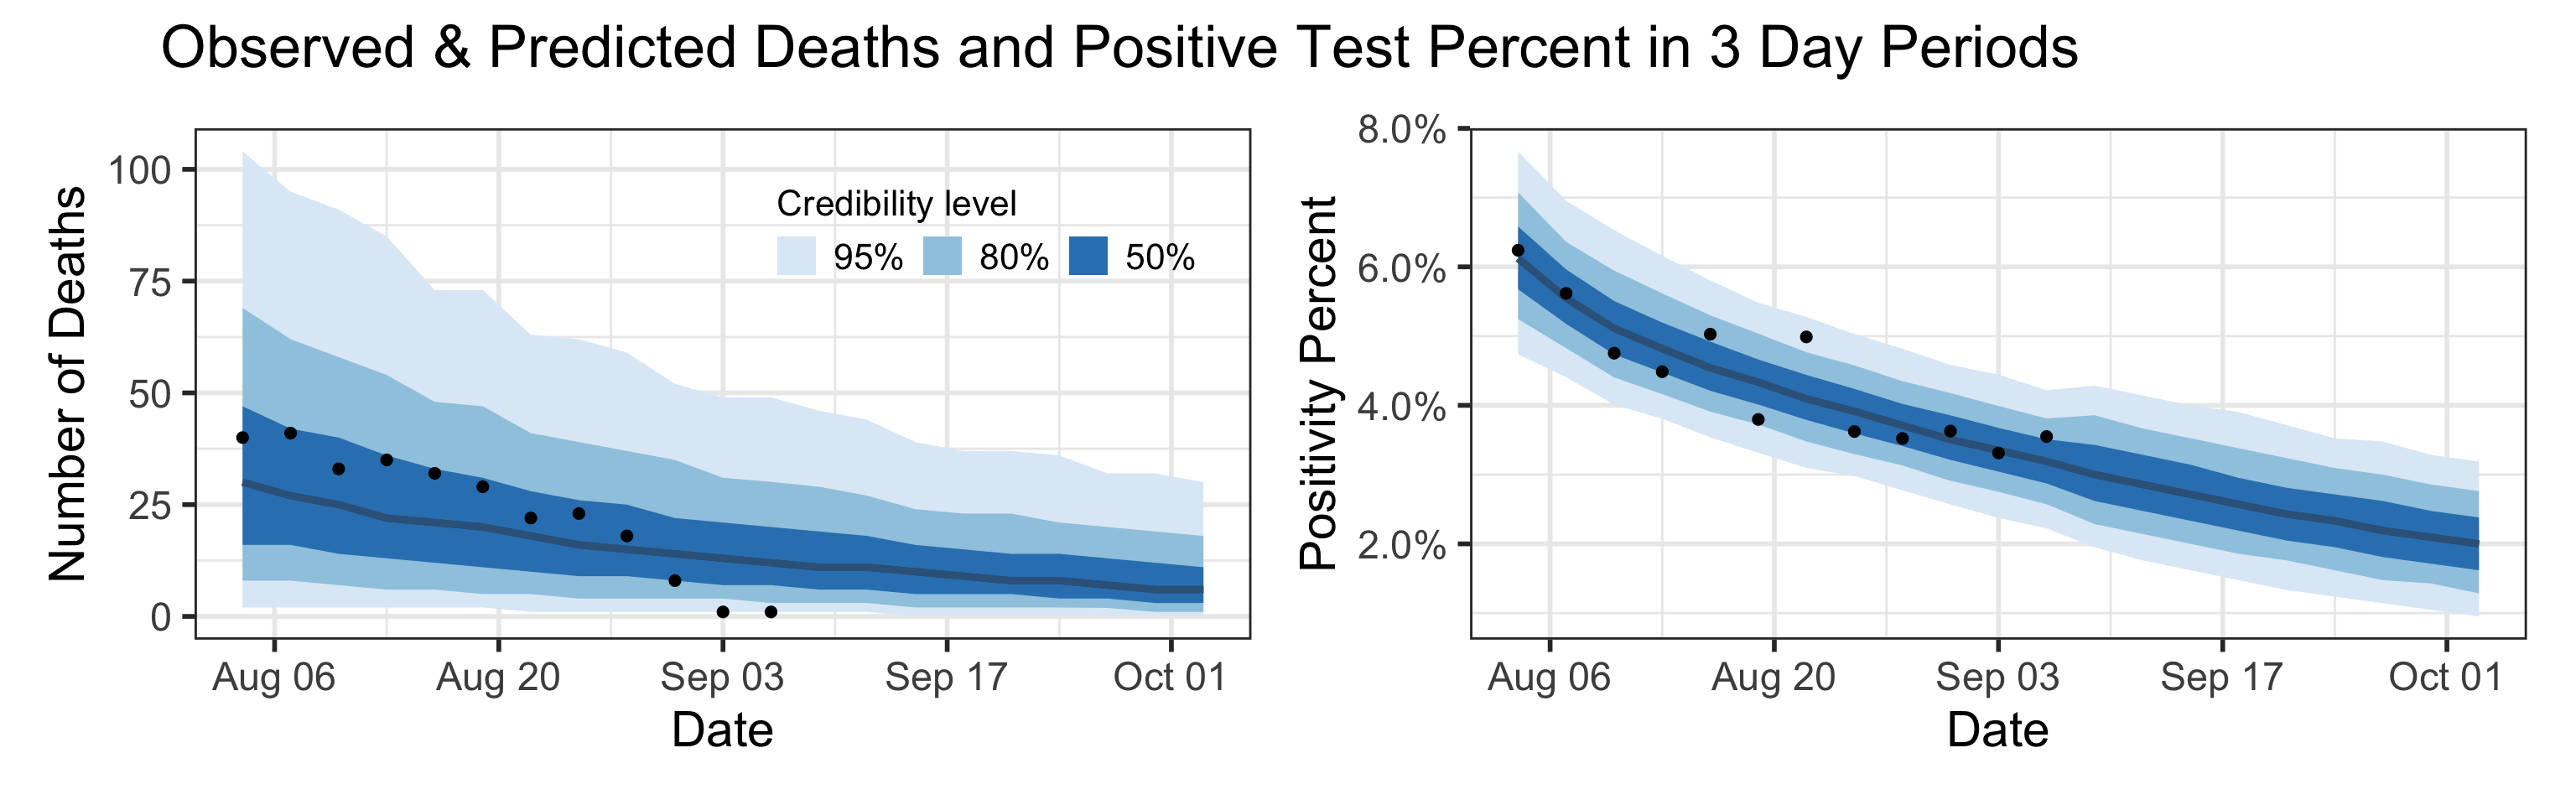 Observed & Predicted Deaths and Positive Test Percent in 3 Day Periods
Number of Deaths
100
75
50
25
0
Credibility level
95% 80% 50%
Aug 06 Aug 20 Sep 03 Sep 17 Oct 01
Date
Positivity Percent
8.0%
6.0%
4.0%
2.0%
Aug 06 Aug 20 Sep 03 Sep 17 Oct 01
Date